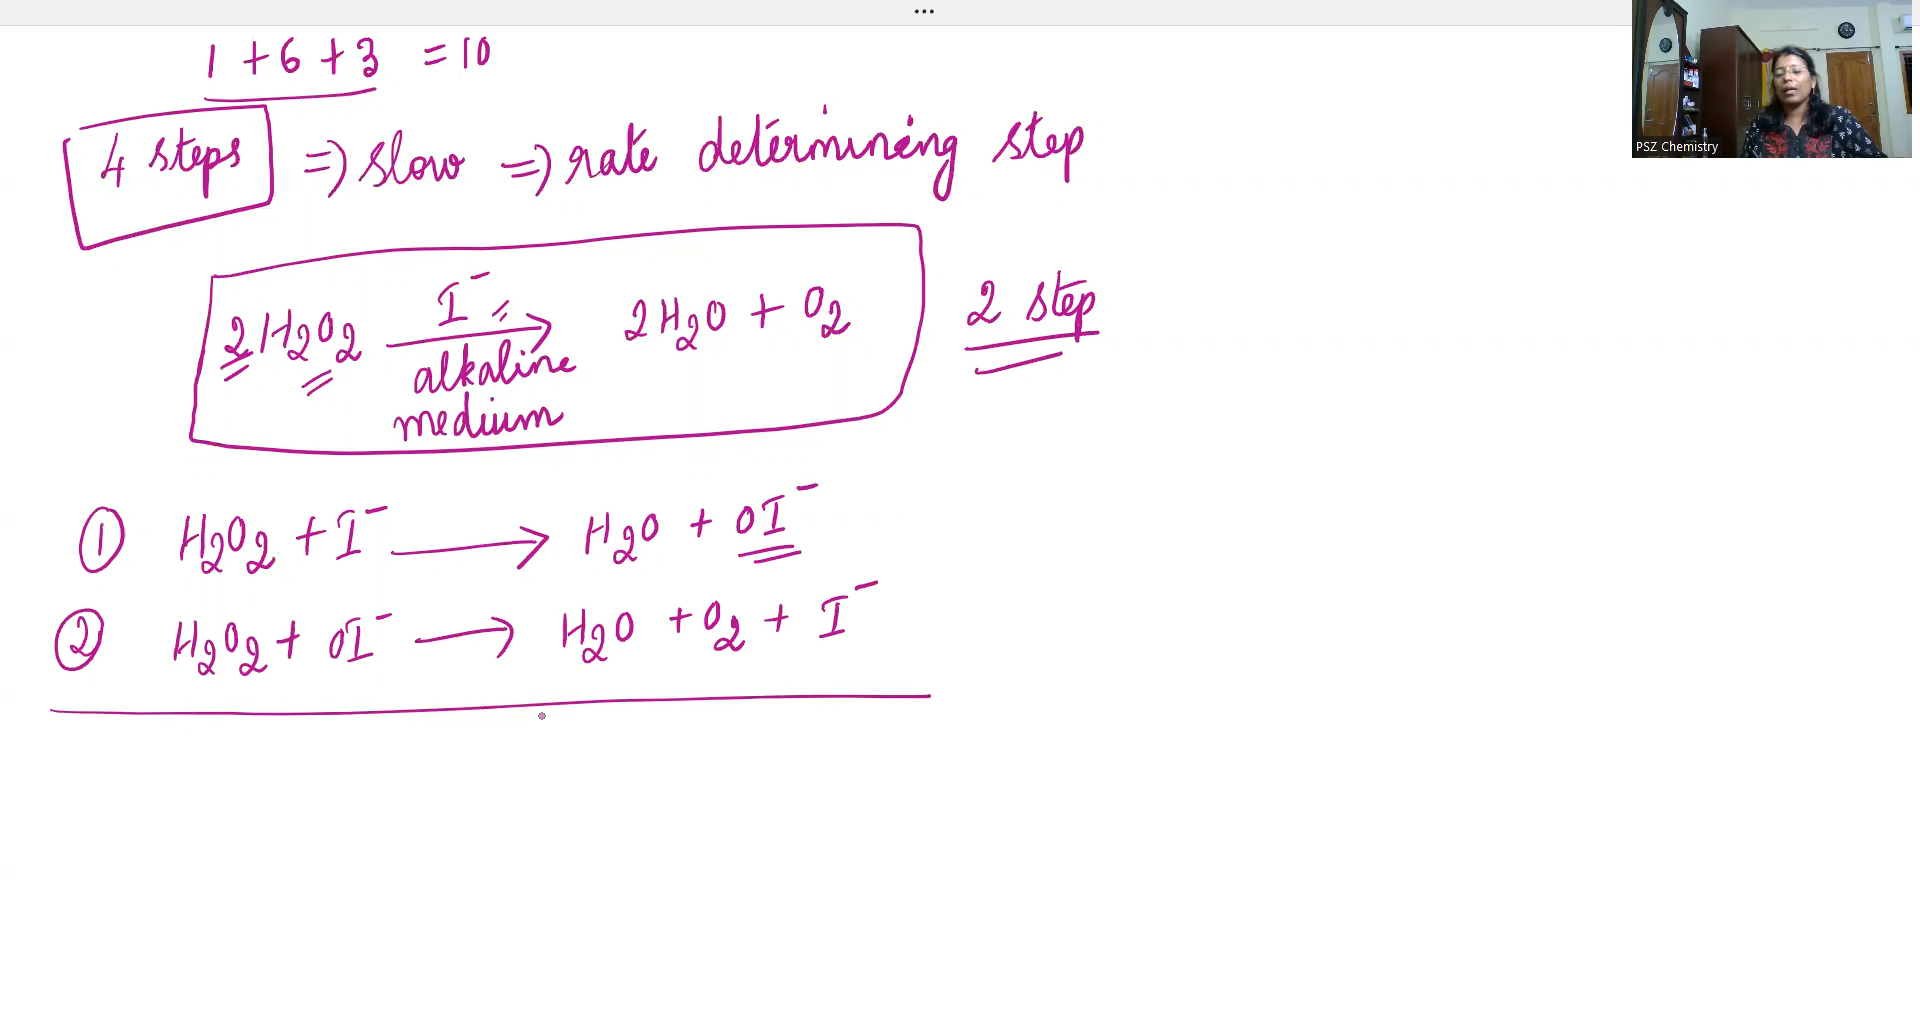 ...
1 + 6 + 3 = 10
4 steps ⇒ slow ⇒ rate determining step
2H₂O₂ I⁻ → alkaline medium 2H₂O + O₂ 2 step
① H₂O₂ + I⁻ → H₂O + OI⁻
② H₂O₂ + OI⁻ → H₂O + O₂ + I⁻
PSZ Chemistry